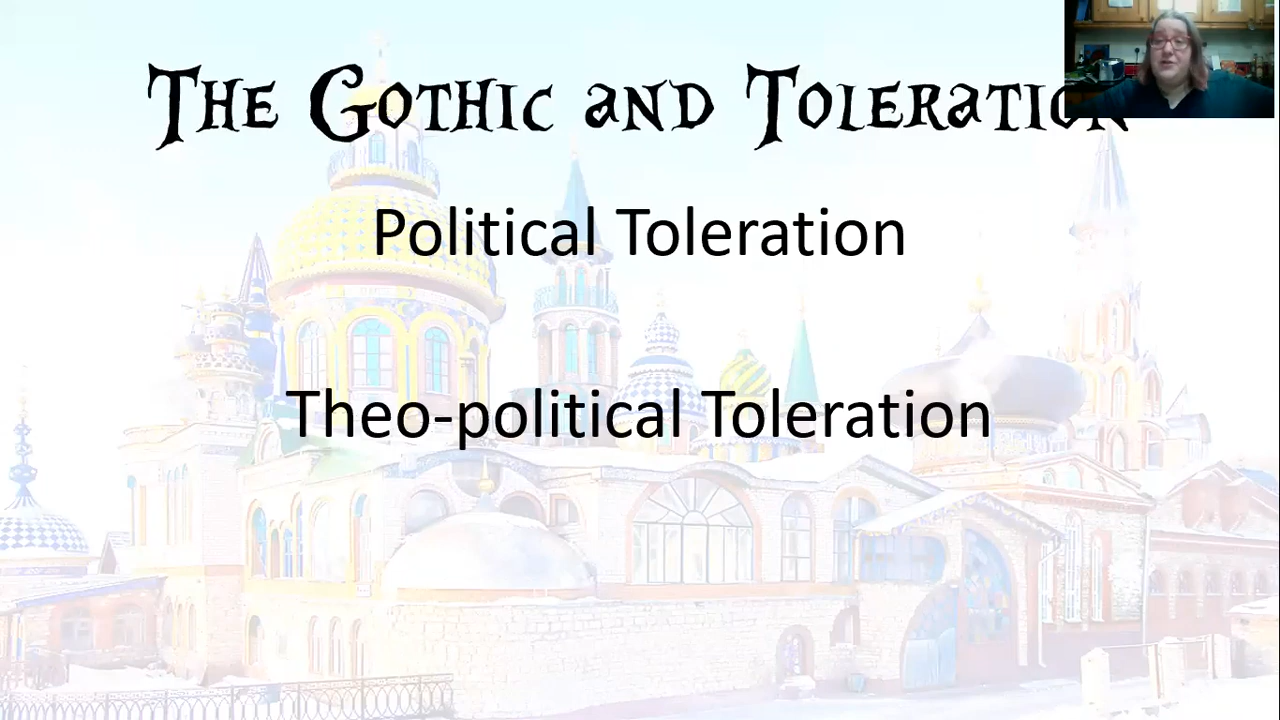 The Gothic and Toleration
Political Toleration
Theo-political Toleration